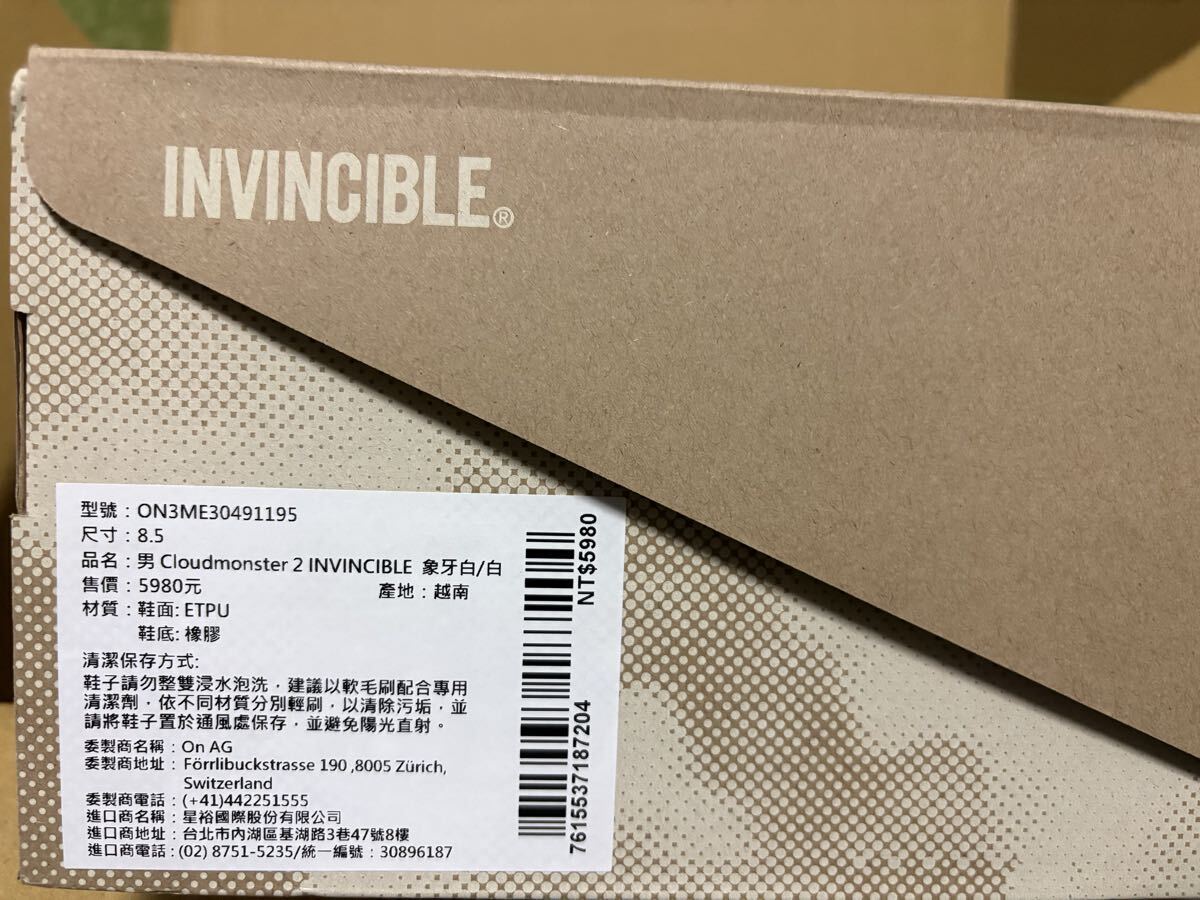 INVINCIBLE®
型號：ON3ME30491195
尺寸：8.5
品名：男 Cloudmonster 2 INVINCIBLE 象牙白/白
售價：5980元 產地：越南
材質：鞋面: ETPU
鞋底: 橡膠
清潔保存方式:
鞋子請勿整雙浸水泡洗，建議以軟毛刷配合專用
清潔劑，依不同材質分別輕刷，以清除污垢，並
請將鞋子置於通風處保存，並避免陽光直射。
委製商名稱：On AG
委製商地址：Förrlibuckstrasse 190 ,8005 Zürich,
Switzerland
委製商電話：(+41)442251555
進口商名稱：星裕國際股份有限公司
進口商地址：台北市內湖區基湖路3巷47號8樓
進口商電話：(02) 8751-5235/統一編號：30896187
NT$5980
7615537187204